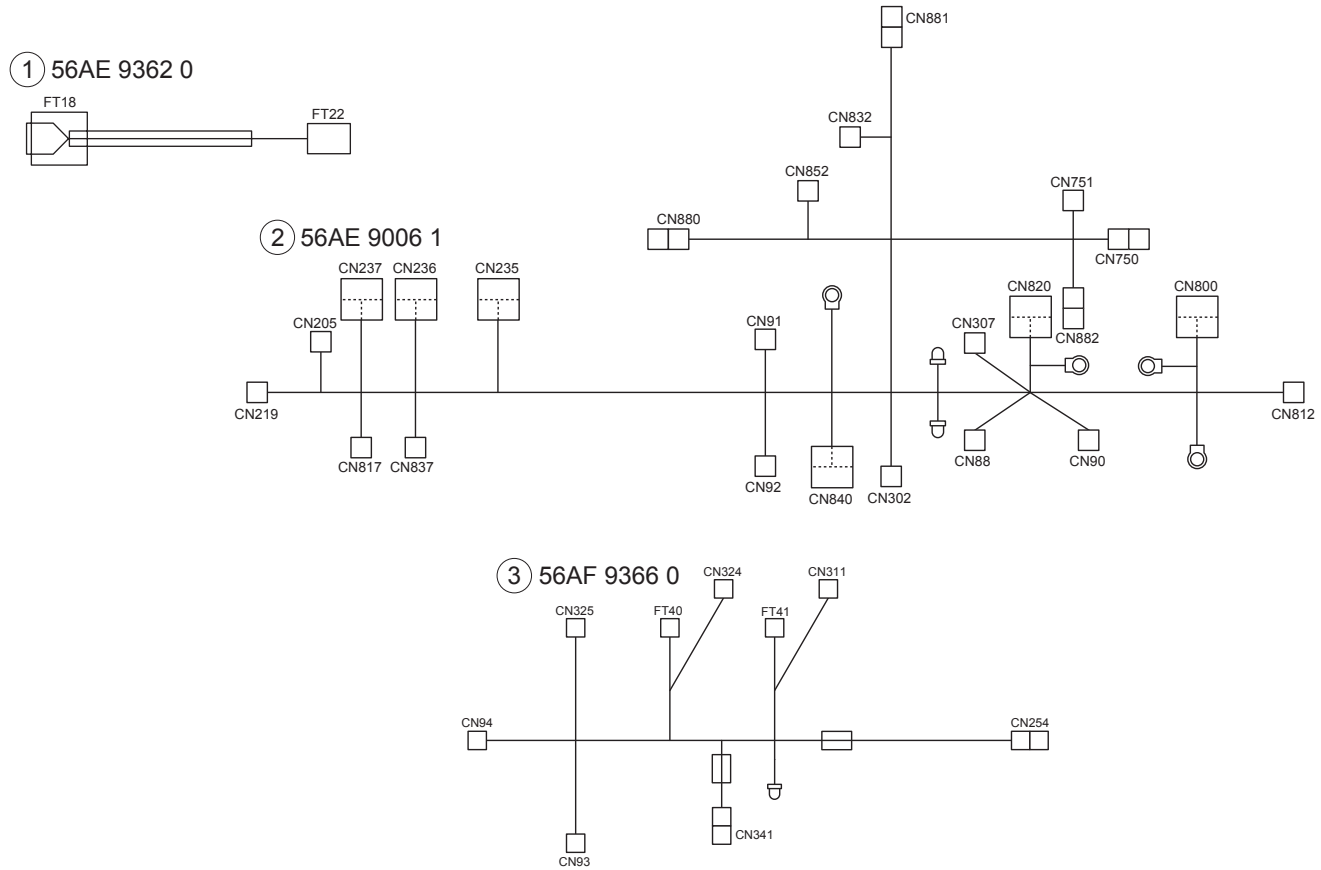 CN881
① 56AE 9362 0
FT18
FT22
CN832
CN852
CN751
CN880
CN750
② 56AE 9006 1
CN237
CN236
CN235
CN820
CN800
CN205
CN91
CN307
CN882
CN219
CN812
CN817
CN837
CN92
CN840
CN302
CN88
CN90
③ 56AF 9366 0
CN324
CN311
CN325
FT40
FT41
CN94
CN254
CN341
CN93